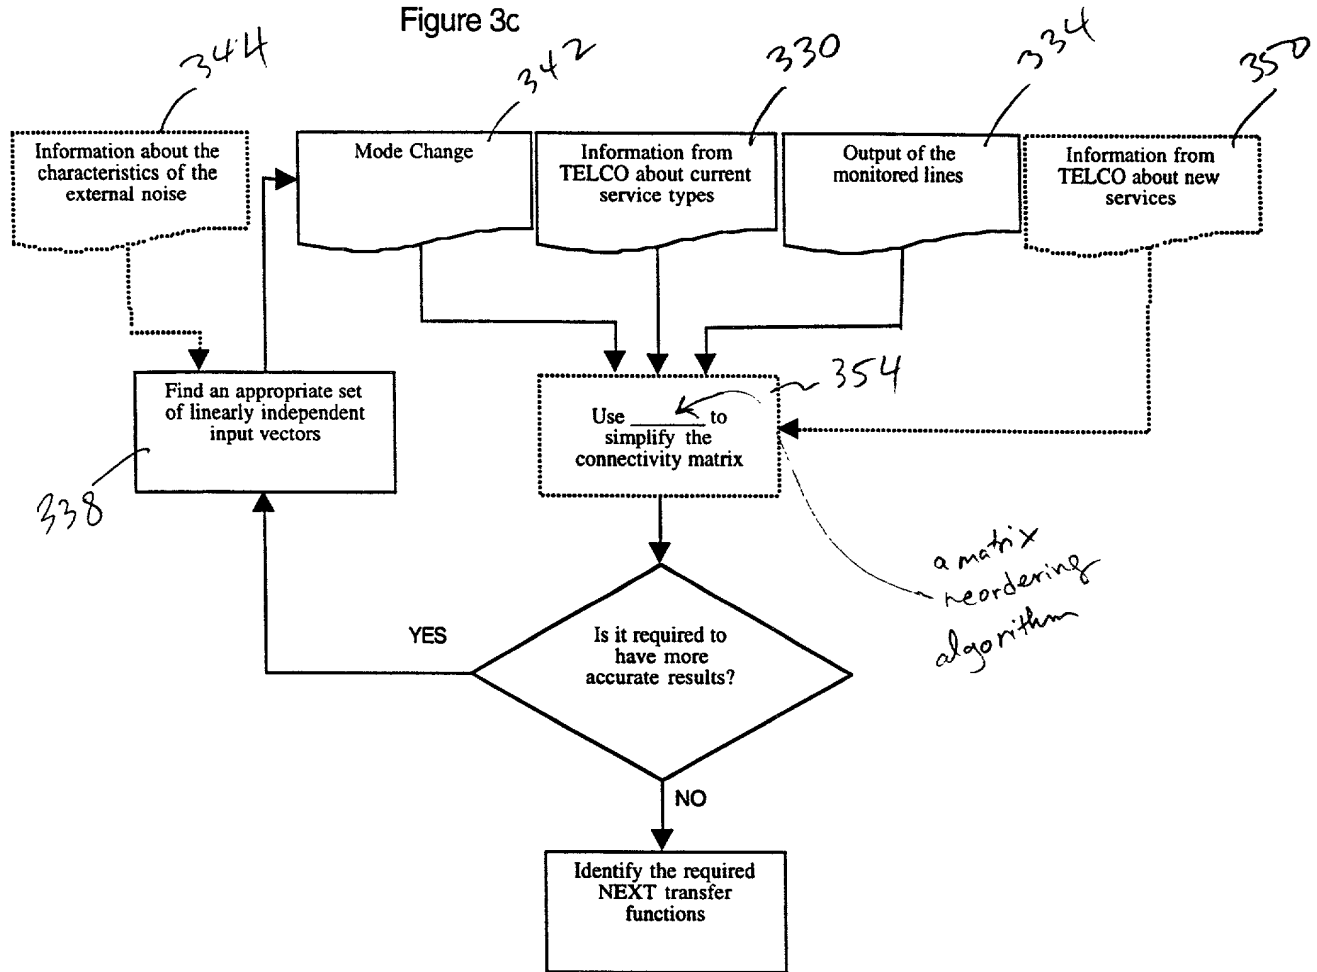 Figure 3c
344
342
330
334
350
Information about the
characteristics of the
external noise
Mode Change
Information from
TELCO about current
service types
Output of the
monitored lines
Information from
TELCO about new
services
Find an appropriate set
of linearly independent
input vectors
338
Use ______ to
simplify the
connectivity matrix
354
a matrix
reordering
algorithm
YES
Is it required to
have more
accurate results?
NO
Identify the required
NEXT transfer
functions